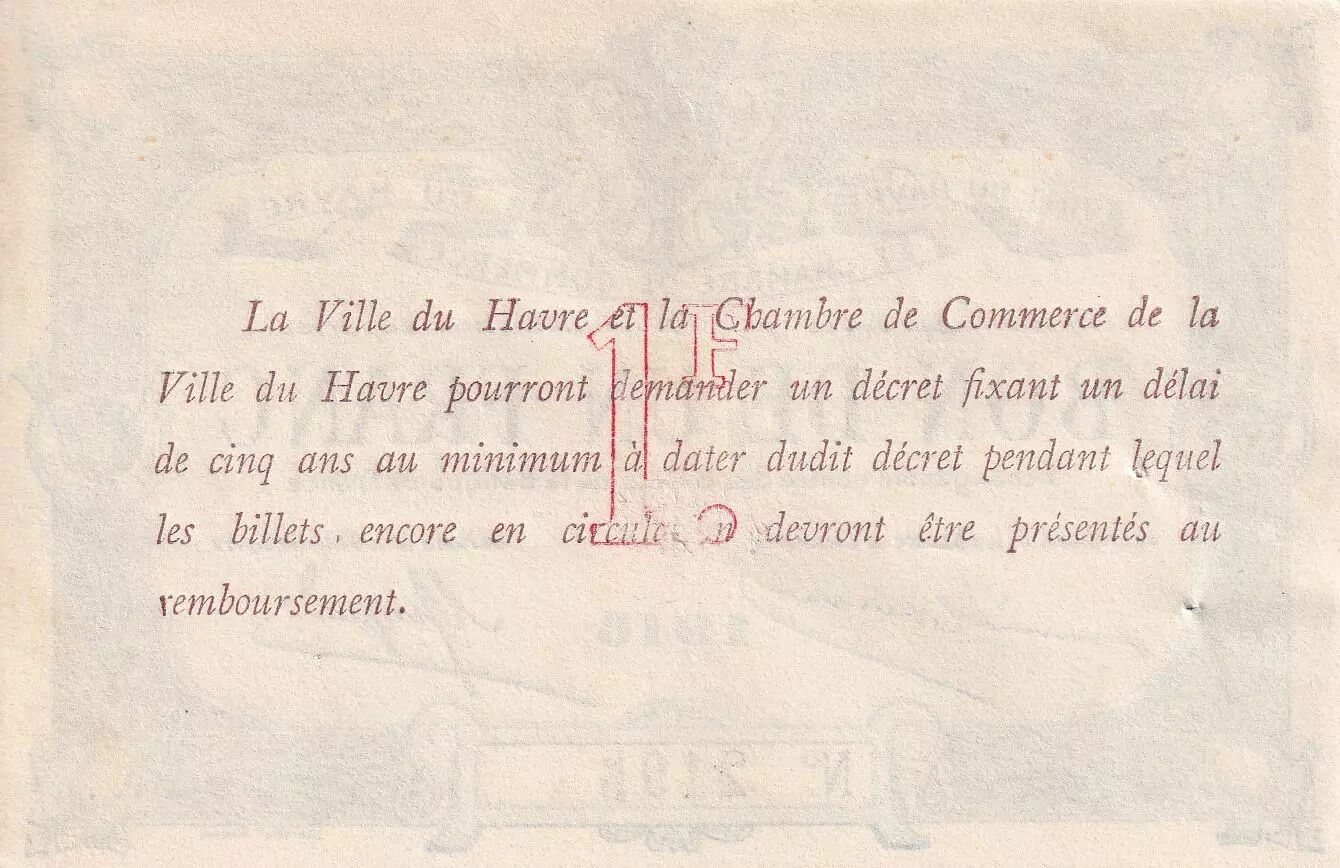 La Ville du Havre et la Chambre de Commerce de la
Ville du Havre pourront demander un décret fixant un délai
de cinq ans au minimum à dater dudit décret pendant lequel
les billets encore en devront être présentés au
remboursement.
1F